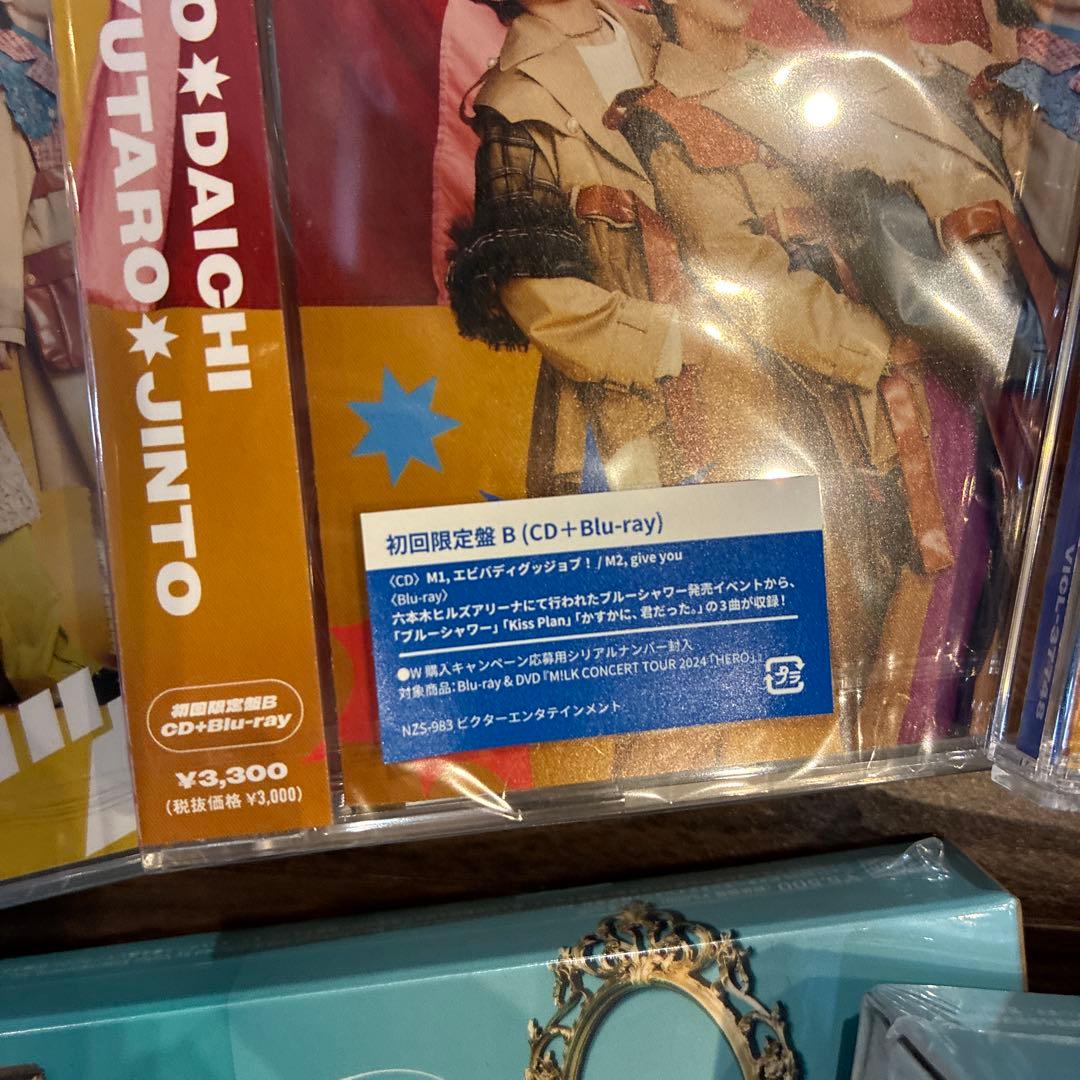 O★DAICHI
YUTARO★JINTO
初回限定盤B
CD+Blu-ray
¥3,300
(税抜価格 ¥3,000)
初回限定盤 B (CD+Blu-ray)
〈CD〉M1, エビバディグッジョブ! / M2, give you
〈Blu-ray〉
六本木ヒルズアリーナにて行われたブルーシャワー発売イベントから、
「ブルーシャワー」「Kiss Plan」「かすかに、君だった。」の3曲が収録!
●W 購入キャンペーン応募用シリアルナンバー封入
対象商品:Blu-ray & DVD『M!LK CONCERT TOUR 2024「HERO」』
プラ
NZS-983 ビクターエンタテインメント